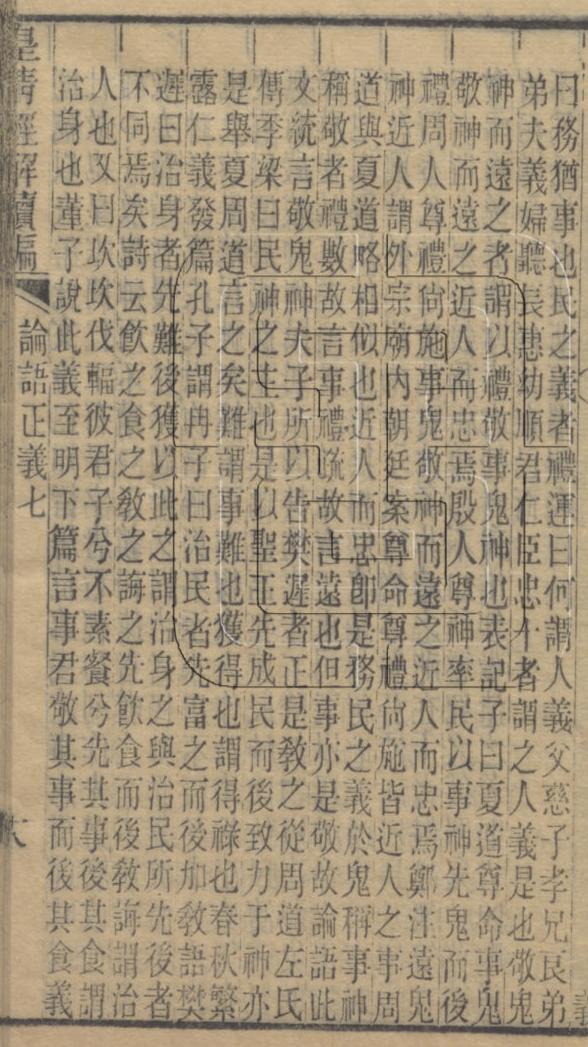 曰務猶事也民之義者禮運曰何謂人義父慈子孝兄良弟
弟夫義婦聽長惠幼順君仁臣忠十者謂之人義是也敬鬼
神而遠之者謂以禮敬事鬼神也表記子曰夏道尊命事鬼
敬神而遠之近人而忠焉殷人尊神率民以事神先鬼而後
禮周人尊禮尙施事鬼敬神而遠之近人而忠焉鄭注遠鬼
神近人謂外宗廟內朝廷案尊命尊禮尙施皆近人之事周
道與夏道略相似也近人而忠卽是務民之義於鬼稱事神
稱敬者禮數故言事禮疏故言遠也但事亦是敬故論語此
文統言敬鬼神夫子所以告樊遲者正是敎之從周道左氏
傳季梁曰民神之主也是以聖王先成民而後致力于神亦
是舉夏周道言之矣難謂事難也獲得也謂得祿也春秋繁
露仁義發篇孔子謂冉子曰治民者先富之而後加敎語樊
遲曰治身者先難後獲以此之謂治身之與治民所先後者
不同焉矣詩云飮之食之敎之誨之先飮食而後敎誨謂治
人也又曰坎坎伐輻彼君子兮不素餐兮先其事後其食謂
治身也董子說此義至明下篇言事君敬其事而後其食義
皇清經解續編
論語正義七